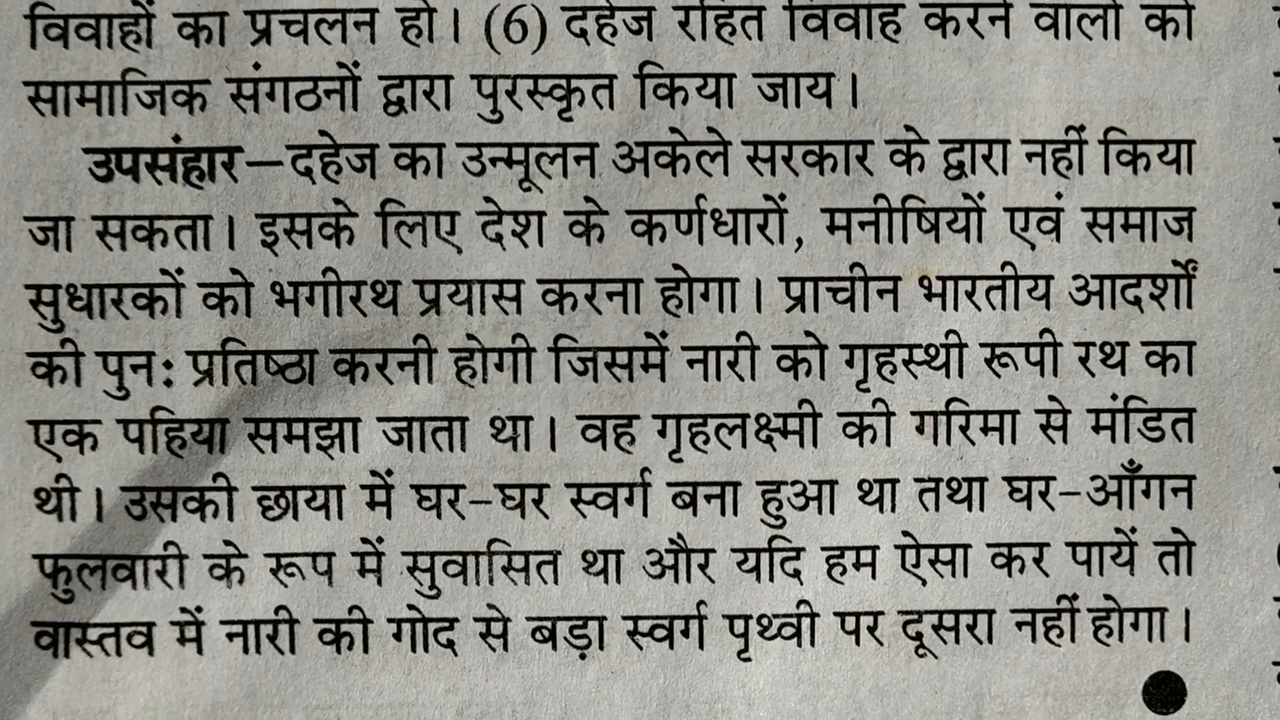 विवाहों का प्रचलन हो। (6) दहेज रहित विवाह करने वालों को
सामाजिक संगठनों द्वारा पुरस्कृत किया जाय।
उपसंहार—दहेज का उन्मूलन अकेले सरकार के द्वारा नहीं किया
जा सकता। इसके लिए देश के कर्णधारों, मनीषियों एवं समाज
सुधारकों को भगीरथ प्रयास करना होगा। प्राचीन भारतीय आदर्शों
की पुनः प्रतिष्ठा करनी होगी जिसमें नारी को गृहस्थी रूपी रथ का
एक पहिया समझा जाता था। वह गृहलक्ष्मी की गरिमा से मंडित
थी। उसकी छाया में घर-घर स्वर्ग बना हुआ था तथा घर-आँगन
फुलवारी के रूप में सुवासित था और यदि हम ऐसा कर पायें तो
वास्तव में नारी की गोद से बड़ा स्वर्ग पृथ्वी पर दूसरा नहीं होगा।